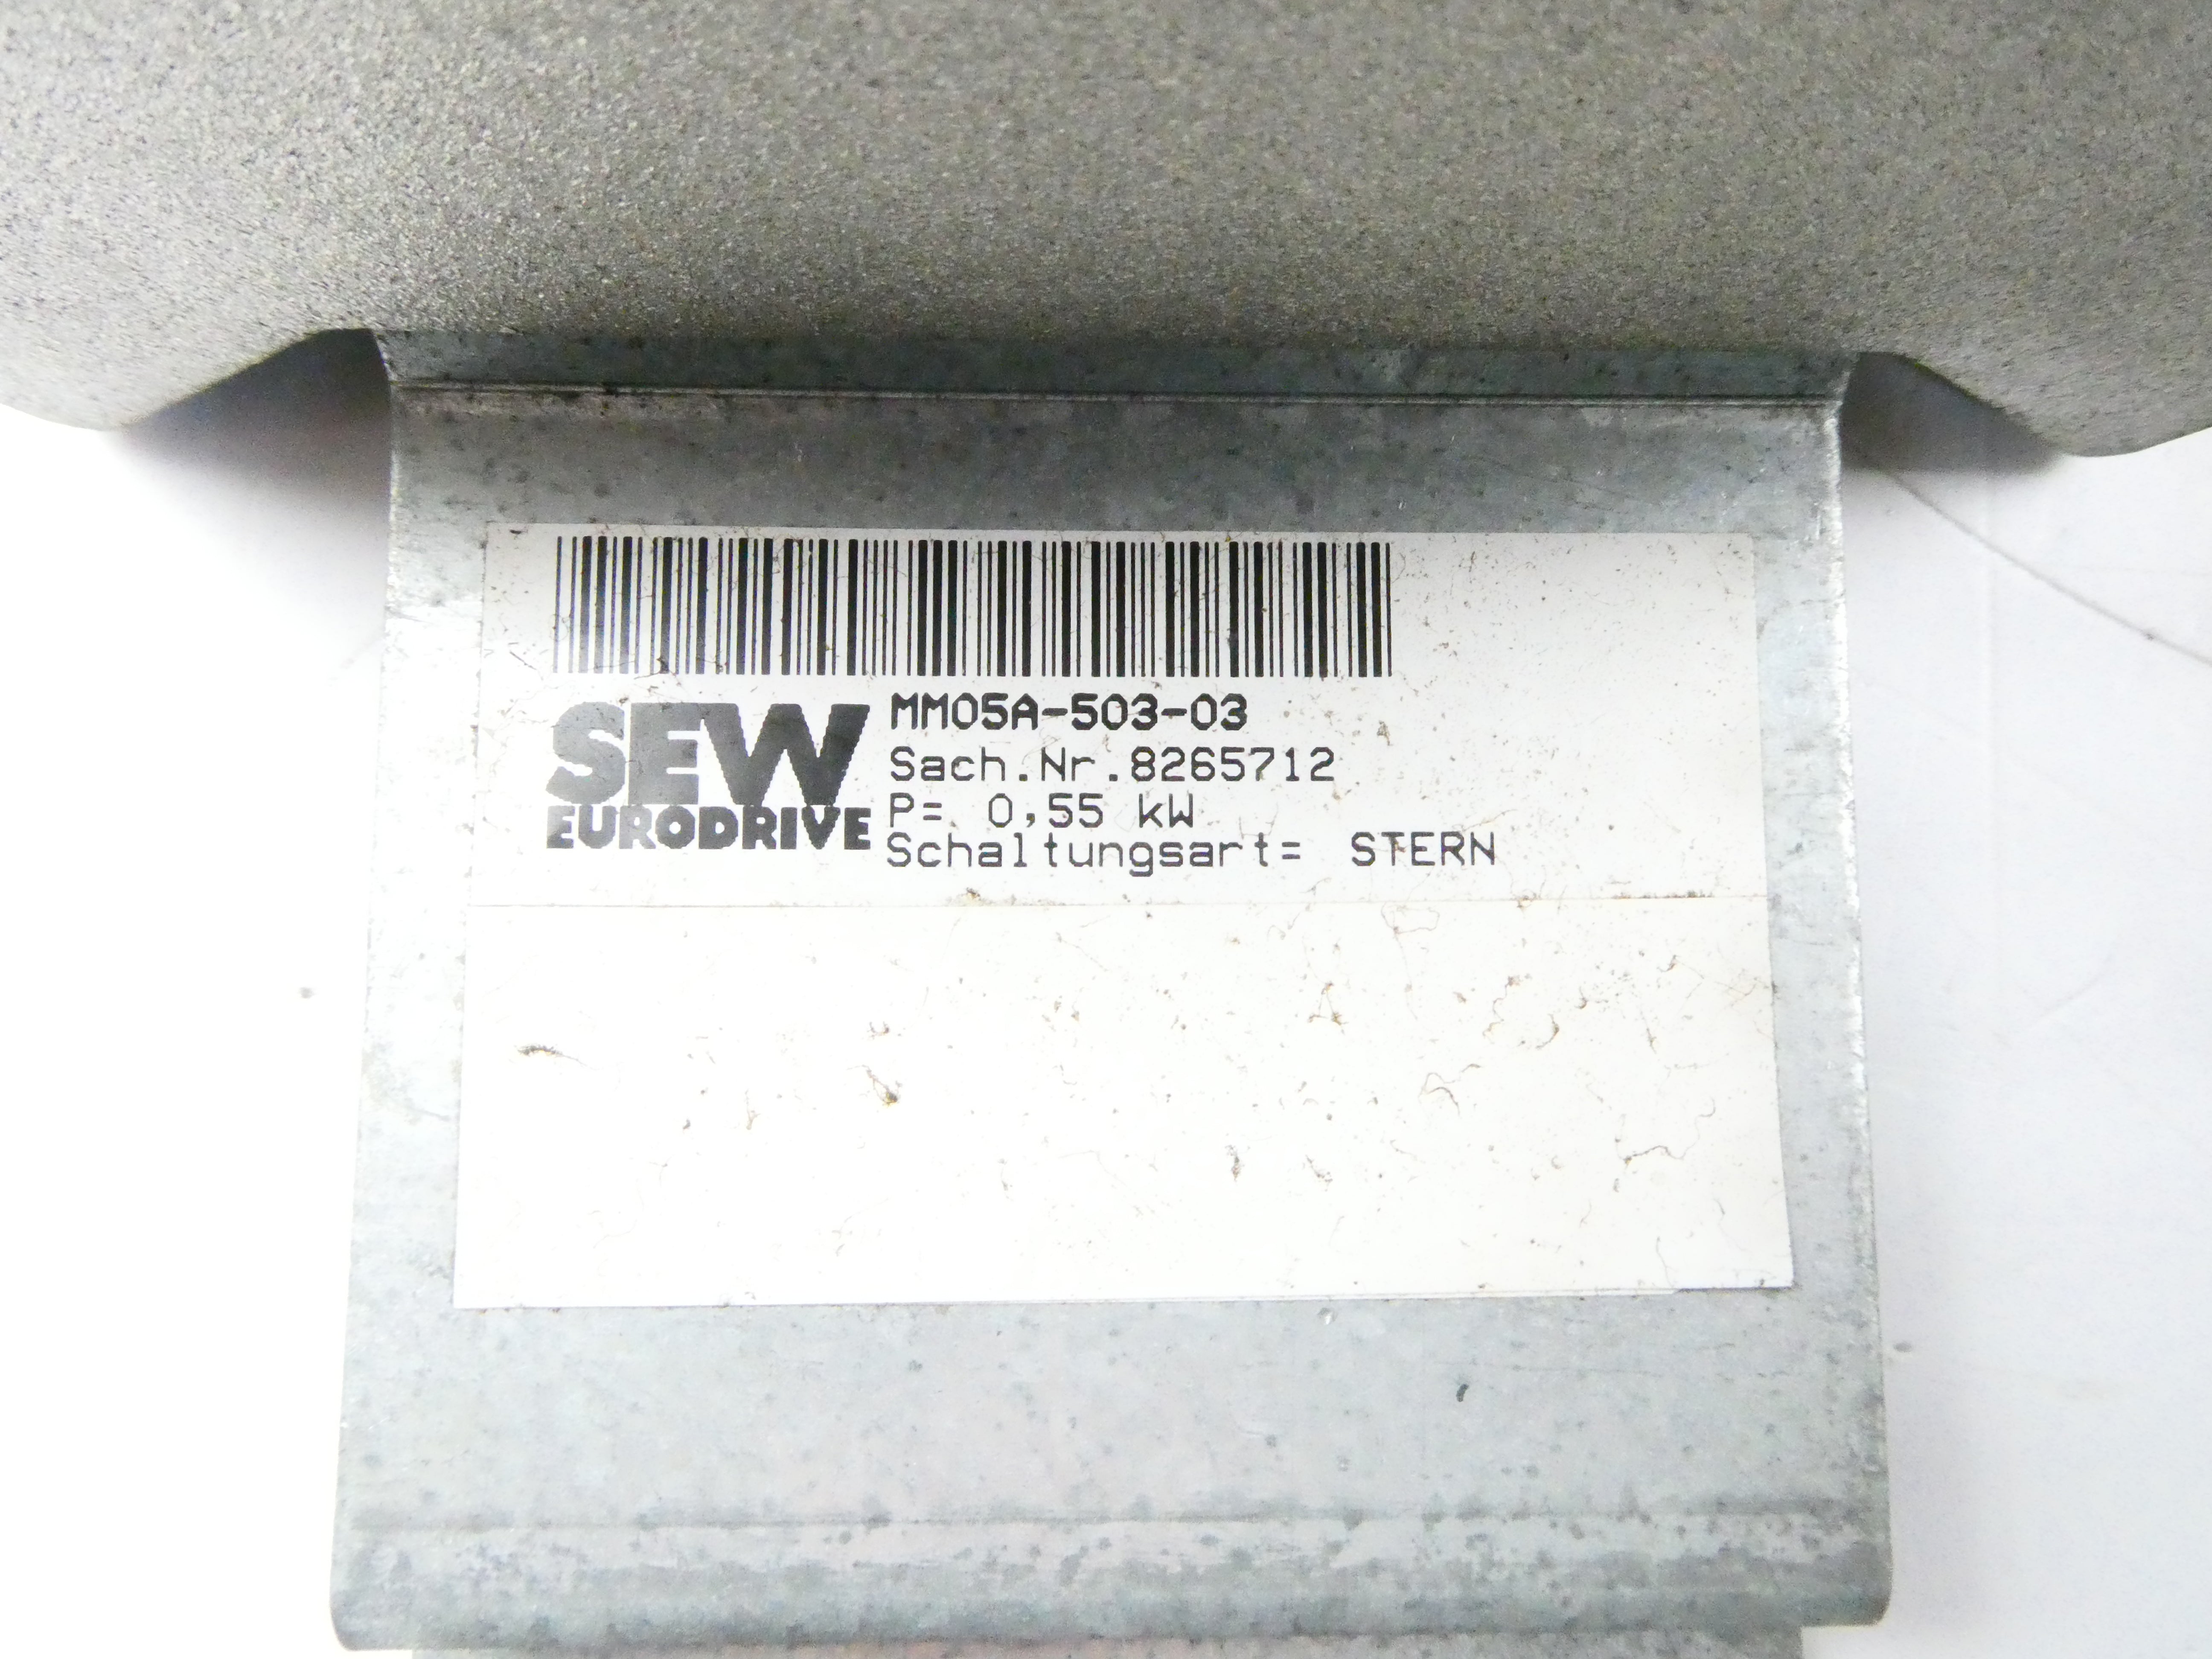 SEW
EURODRIVE
MM05A-503-03
Sach.Nr.8265712
P= 0,55 kW
Schaltungsart= STERN